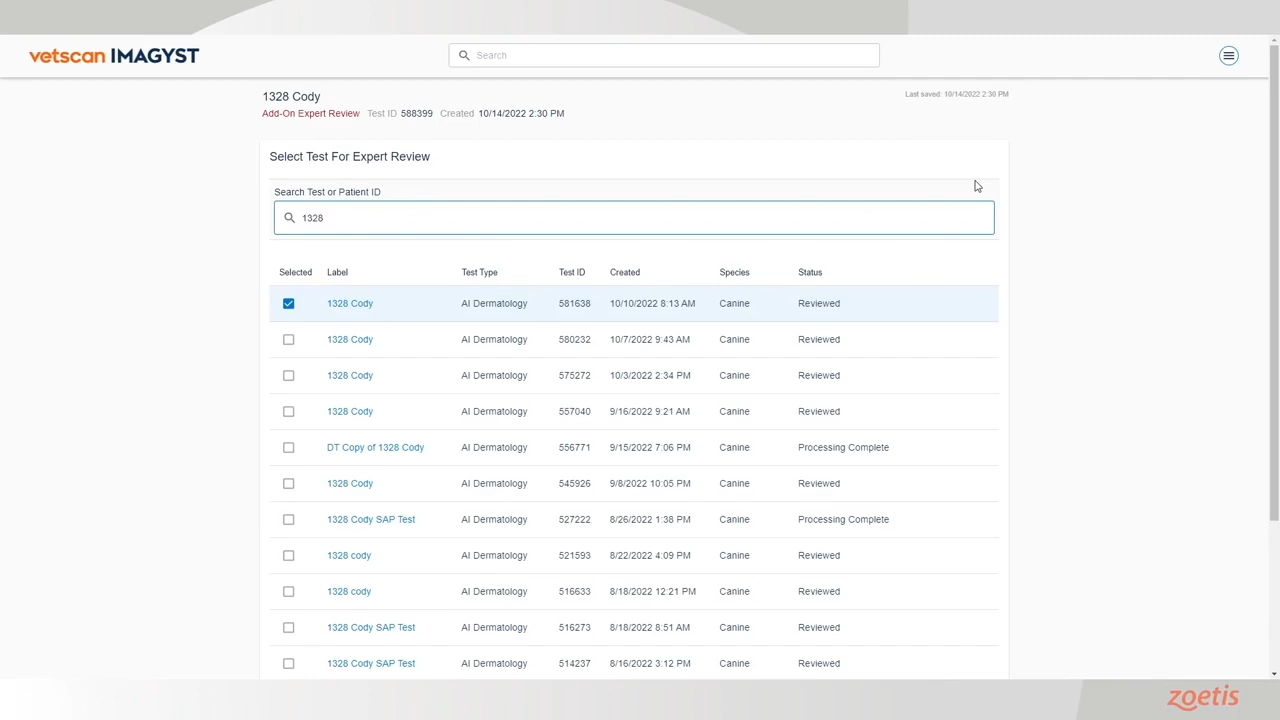 vetscan IMAGYST
Search
1328 Cody
Last saved: 10/14/2022 2:30 PM
Add-On Expert Review Test ID 588399 Created 10/14/2022 2:30 PM
Select Test For Expert Review
Search Test or Patient ID
1328
Selected Label Test Type Test ID Created Species Status
1328 Cody AI Dermatology 581638 10/10/2022 8:13 AM Canine Reviewed
1328 Cody AI Dermatology 580232 10/7/2022 9:43 AM Canine Reviewed
1328 Cody AI Dermatology 575272 10/3/2022 2:34 PM Canine Reviewed
1328 Cody AI Dermatology 557040 9/16/2022 9:21 AM Canine Reviewed
DT Copy of 1328 Cody AI Dermatology 556771 9/15/2022 7:06 PM Canine Processing Complete
1328 Cody AI Dermatology 545926 9/8/2022 10:05 PM Canine Reviewed
1328 Cody SAP Test AI Dermatology 527222 8/26/2022 1:38 PM Canine Processing Complete
1328 cody AI Dermatology 521593 8/22/2022 4:09 PM Canine Reviewed
1328 cody AI Dermatology 516633 8/18/2022 12:21 PM Canine Reviewed
1328 Cody SAP Test AI Dermatology 516273 8/18/2022 8:51 AM Canine Reviewed
1328 Cody SAP Test AI Dermatology 514237 8/16/2022 3:12 PM Canine Reviewed
zoetis